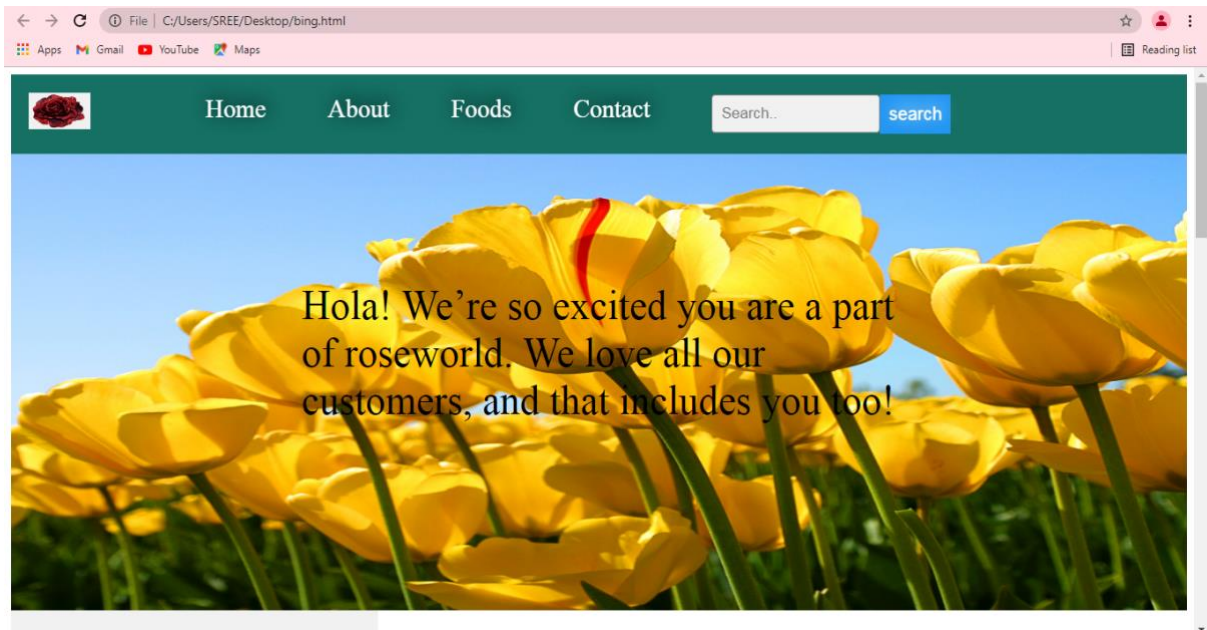 File | C:/Users/SREE/Desktop/bing.html
Apps Gmail YouTube Maps Reading list
Home About Foods Contact Search.. search
Hola! We’re so excited you are a part
of roseworld. We love all our
customers, and that includes you too!